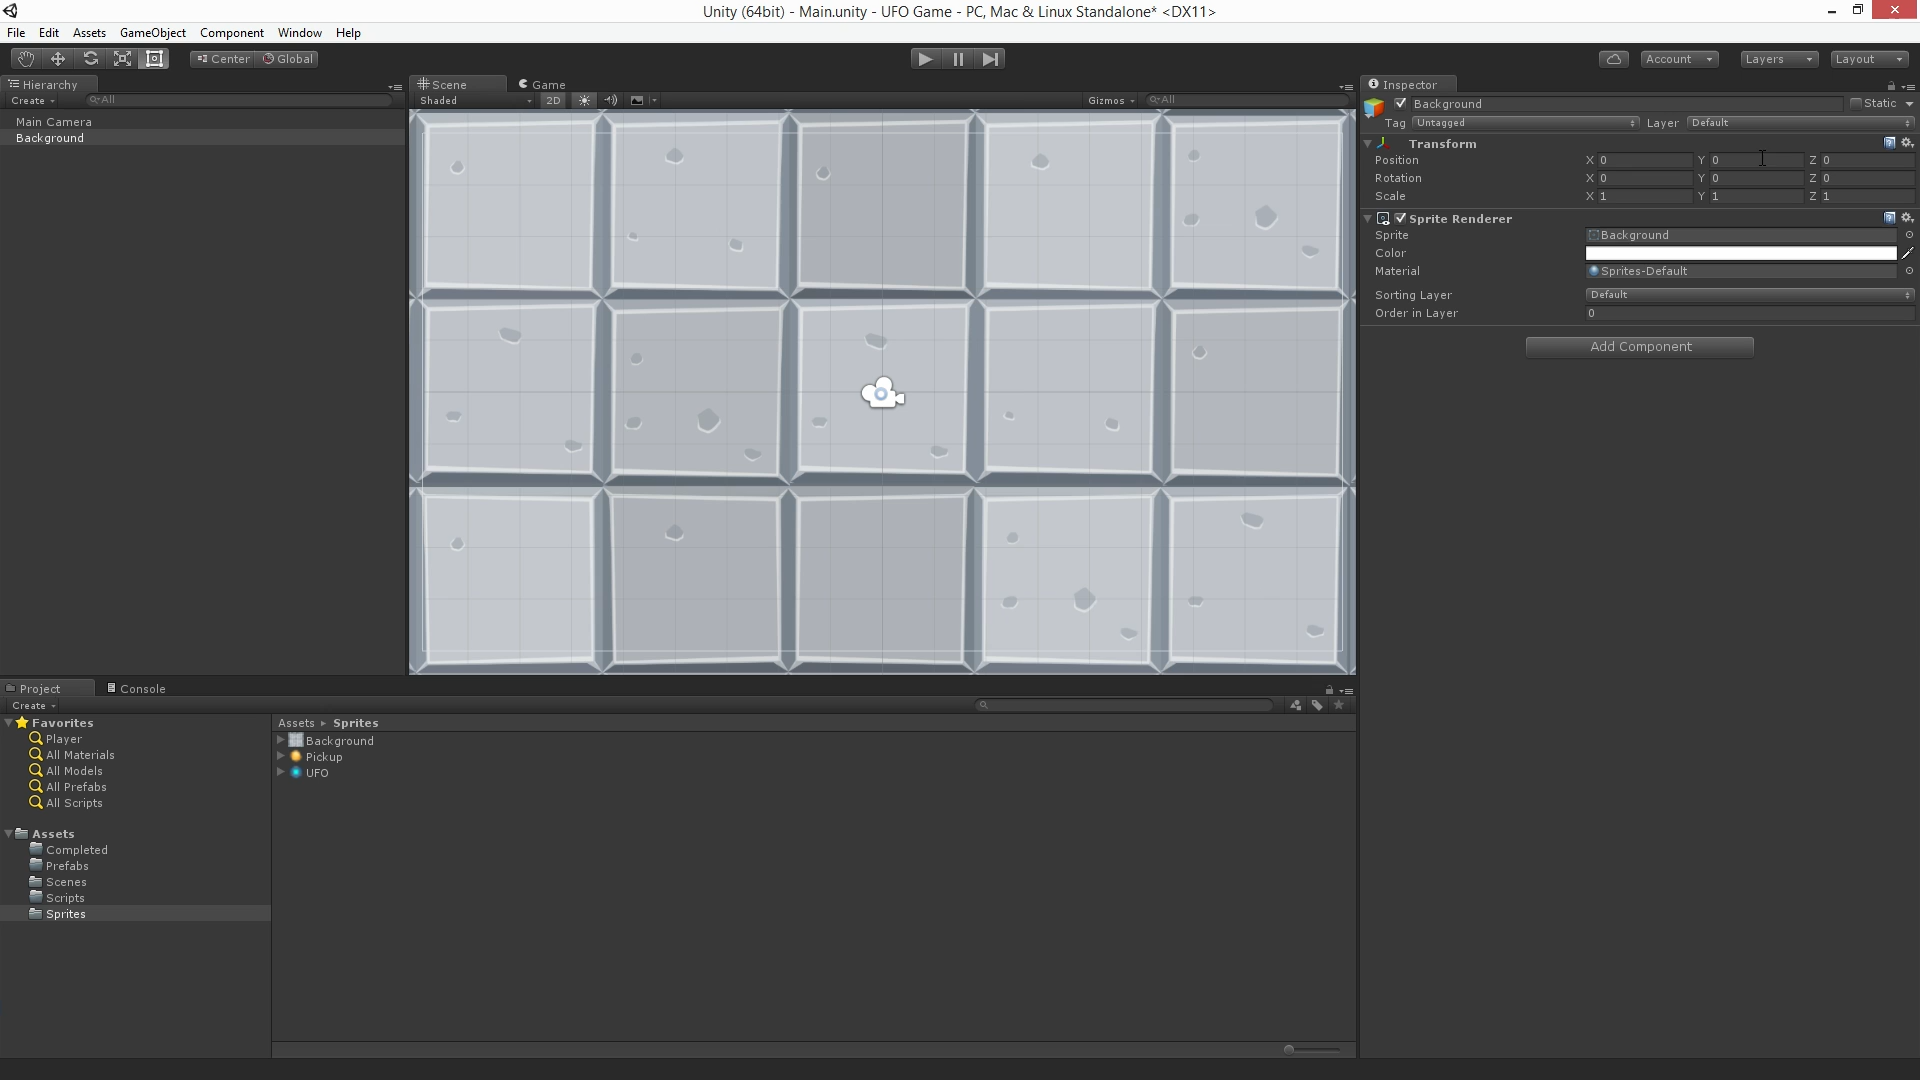 Unity (64bit) - Main.unity - UFO Game - PC, Mac & Linux Standalone* <DX11>
File Edit Assets GameObject Component Window Help
Center Global Account Layers Layout
Hierarchy
Create All
Main Camera
Background
Scene Game
Shaded 2D Gizmos All
Inspector
Background Static
Tag Untagged Layer Default
Transform
Position X 0 Y 0 Z 0
Rotation X 0 Y 0 Z 0
Scale X 1 Y 1 Z 1
Sprite Renderer
Sprite Background
Color
Material Sprites-Default
Sorting Layer Default
Order in Layer 0
Add Component
Project Console
Create
Favorites
Player
All Materials
All Models
All Prefabs
All Scripts
Assets
Completed
Prefabs
Scenes
Scripts
Sprites
Assets Sprites
Background
Pickup
UFO